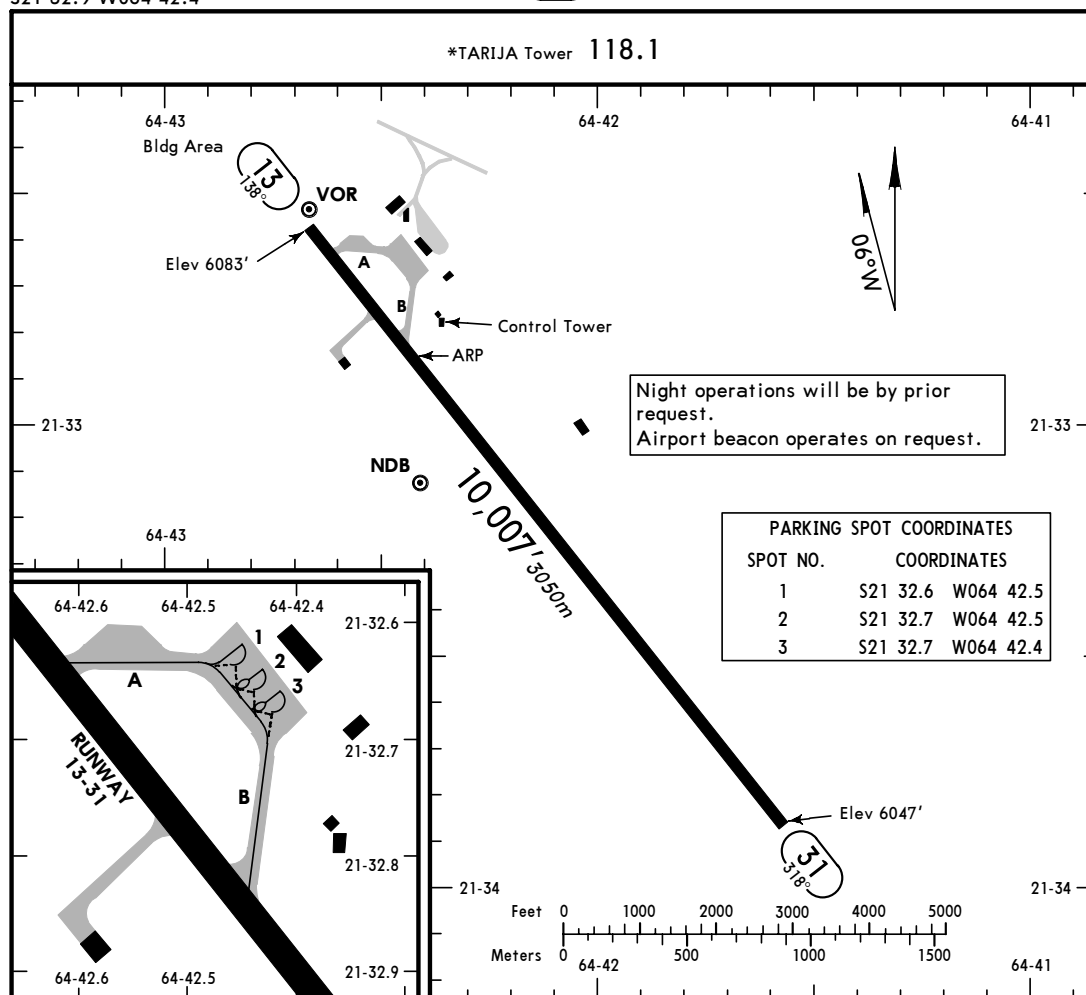 S21 32.9 W064 42.4
*TARIJA Tower 118.1
64-43
64-42
64-41
Bldg Area
13
138°
VOR
Elev 6083'
A
B
Control Tower
ARP
06°W
Night operations will be by prior
request.
Airport beacon operates on request.
21-33
21-33
NDB
10,007' 3050m
PARKING SPOT COORDINATES
SPOT NO. COORDINATES
1 S21 32.6 W064 42.5
2 S21 32.7 W064 42.5
3 S21 32.7 W064 42.4
64-43
64-42.6 64-42.5 64-42.4
21-32.6
1
2
3
A
RUNWAY
13-31
21-32.7
B
21-32.8
21-32.9
64-42.6 64-42.5
Elev 6047'
31
318°
21-34
21-34
Feet 0 1000 2000 3000 4000 5000
Meters 0 500 1000 1500
64-42
64-41